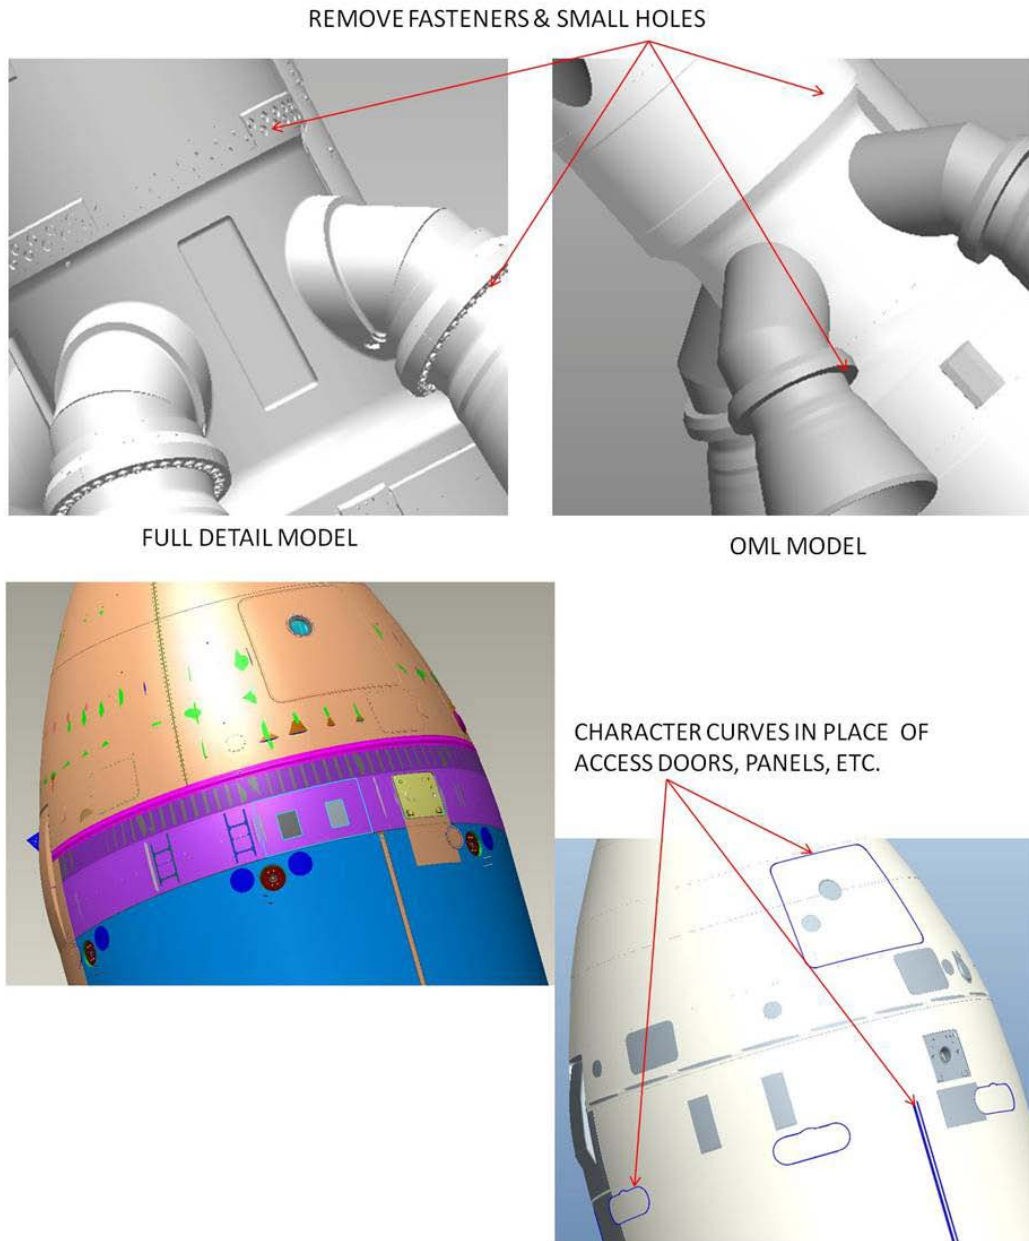 REMOVE FASTENERS & SMALL HOLES
FULL DETAIL MODEL
OML MODEL
CHARACTER CURVES IN PLACE OF
ACCESS DOORS, PANELS, ETC.